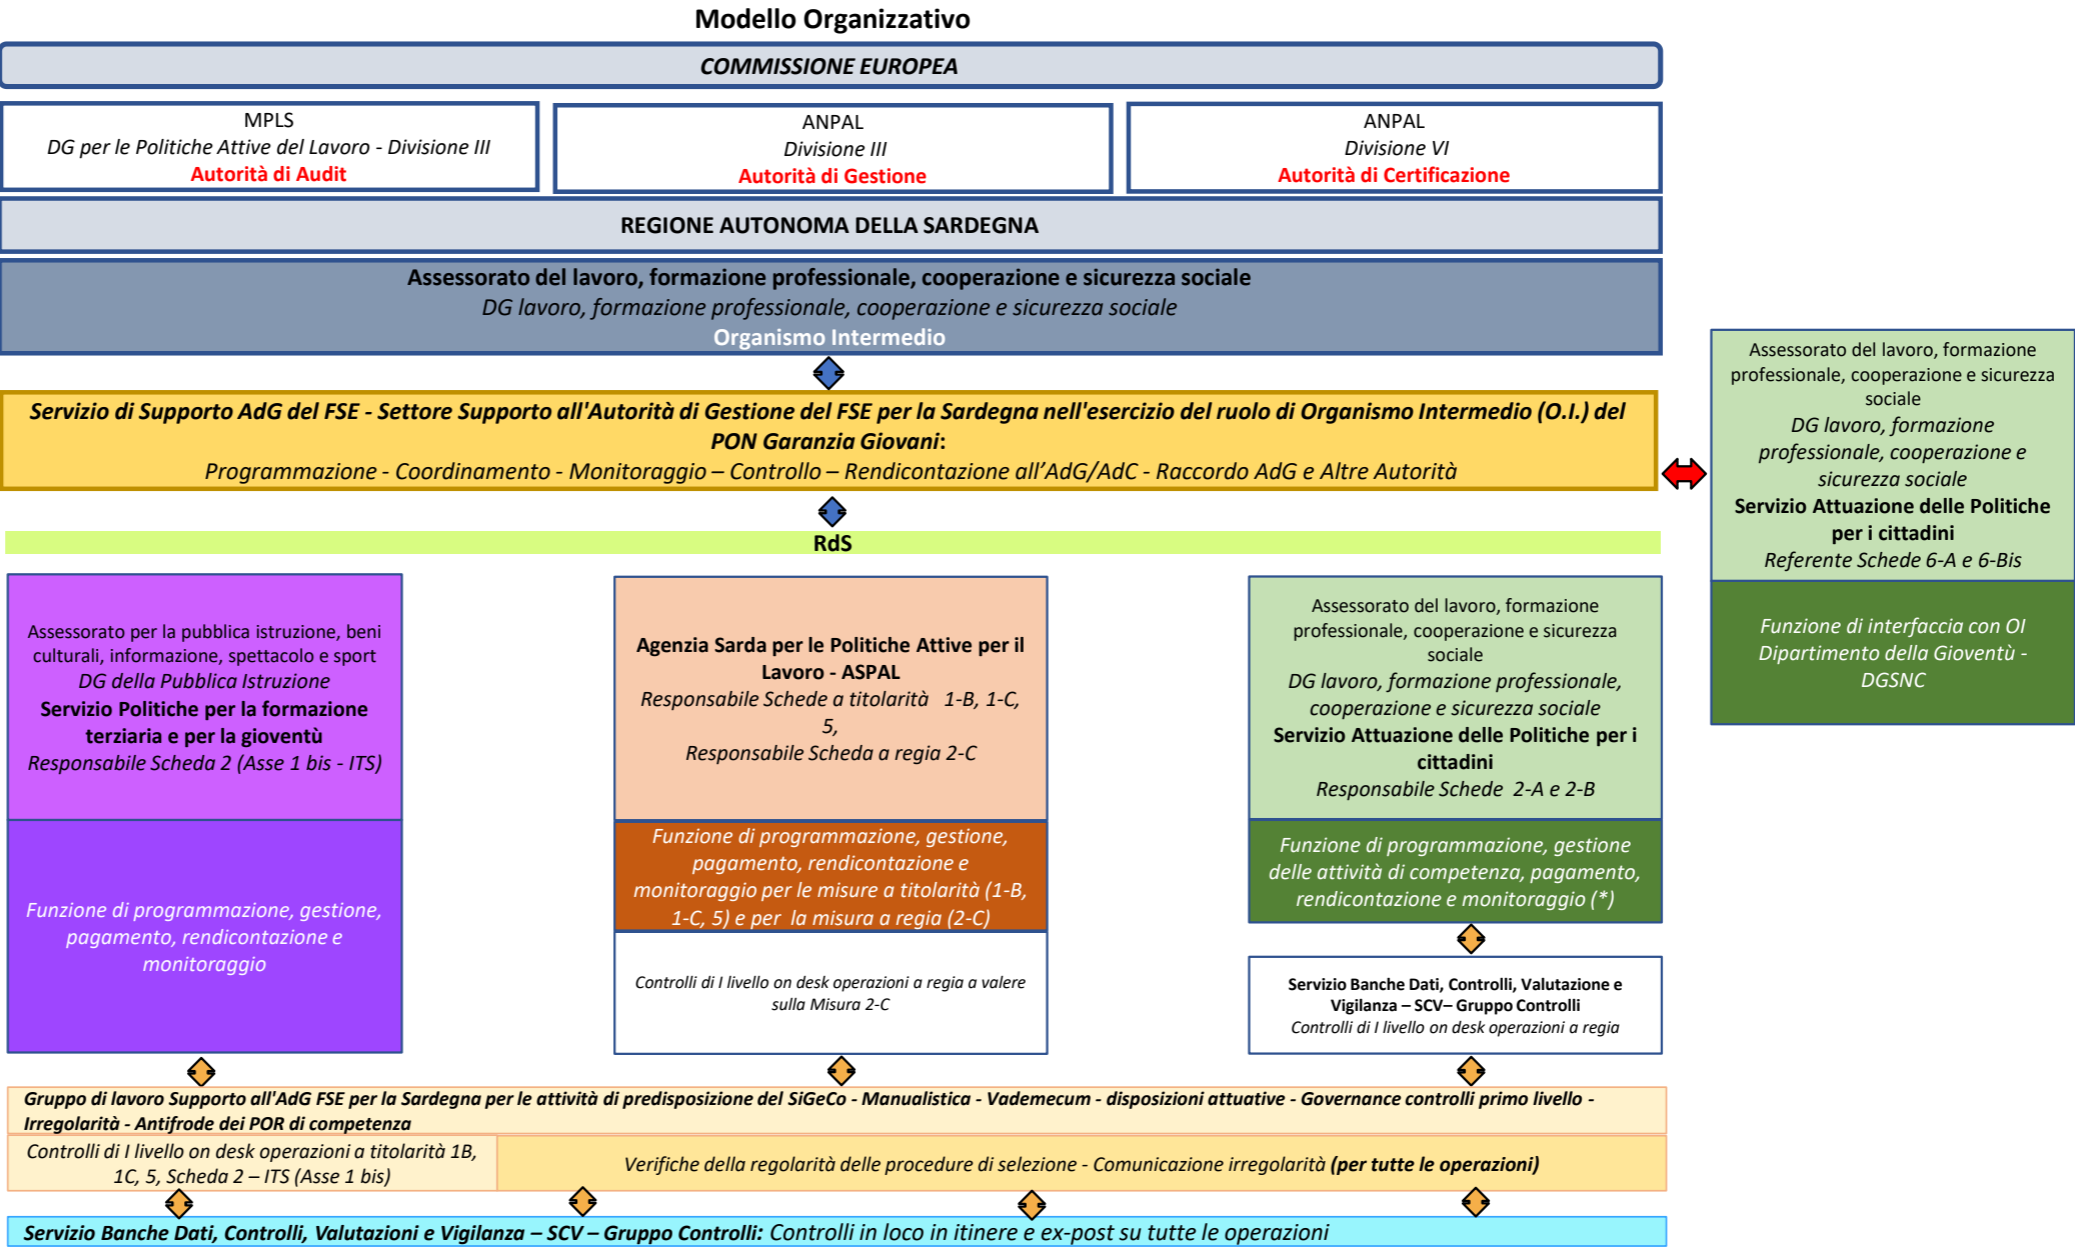 Modello Organizzativo
COMMISSIONE EUROPEA
MPLS
DG per le Politiche Attive del Lavoro - Divisione III
Autorità di Audit
ANPAL
Divisione III
Autorità di Gestione
ANPAL
Divisione VI
Autorità di Certificazione
REGIONE AUTONOMA DELLA SARDEGNA
Assessorato del lavoro, formazione professionale, cooperazione e sicurezza sociale
DG lavoro, formazione professionale, cooperazione e sicurezza sociale
Organismo Intermedio
Servizio di Supporto AdG del FSE - Settore Supporto all'Autorità di Gestione del FSE per la Sardegna nell'esercizio del ruolo di Organismo Intermedio (O.I.) del
PON Garanzia Giovani:
Programmazione - Coordinamento - Monitoraggio – Controllo – Rendicontazione all’AdG/AdC - Raccordo AdG e Altre Autorità
Assessorato del lavoro, formazione
professionale, cooperazione e sicurezza
sociale
DG lavoro, formazione
professionale, cooperazione e
sicurezza sociale
Servizio Attuazione delle Politiche
per i cittadini
Referente Schede 6-A e 6-Bis
Funzione di interfaccia con OI
Dipartimento della Gioventù -
DGSNC
RdS
Assessorato per la pubblica istruzione, beni
culturali, informazione, spettacolo e sport
DG della Pubblica Istruzione
Servizio Politiche per la formazione
terziaria e per la gioventù
Responsabile Scheda 2 (Asse 1 bis - ITS)
Funzione di programmazione, gestione,
pagamento, rendicontazione e
monitoraggio
Agenzia Sarda per le Politiche Attive per il
Lavoro - ASPAL
Responsabile Schede a titolarità 1-B, 1-C,
5,
Responsabile Scheda a regia 2-C
Funzione di programmazione, gestione,
pagamento, rendicontazione e
monitoraggio per le misure a titolarità (1-B,
1-C, 5) e per la misura a regia (2-C)
Controlli di I livello on desk operazioni a regia a valere
sulla Misura 2-C
Assessorato del lavoro, formazione
professionale, cooperazione e sicurezza
sociale
DG lavoro, formazione professionale,
cooperazione e sicurezza sociale
Servizio Attuazione delle Politiche per i
cittadini
Responsabile Schede 2-A e 2-B
Funzione di programmazione, gestione
delle attività di competenza, pagamento,
rendicontazione e monitoraggio (*)
Servizio Banche Dati, Controlli, Valutazione e
Vigilanza – SCV– Gruppo Controlli
Controlli di I livello on desk operazioni a regia
Gruppo di lavoro Supporto all'AdG FSE per la Sardegna per le attività di predisposizione del SiGeCo - Manualistica - Vademecum - disposizioni attuative - Governance controlli primo livello -
Irregolarità - Antifrode dei POR di competenza
Controlli di I livello on desk operazioni a titolarità 1B,
1C, 5, Scheda 2 – ITS (Asse 1 bis)
Verifiche della regolarità delle procedure di selezione - Comunicazione irregolarità (per tutte le operazioni)
Servizio Banche Dati, Controlli, Valutazioni e Vigilanza – SCV – Gruppo Controlli: Controlli in loco in itinere e ex-post su tutte le operazioni